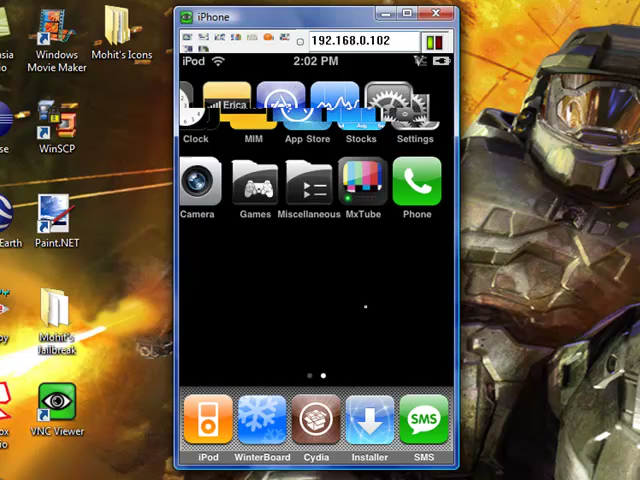 iPhone
192.168.0.102
iPod
2:02 PM
Erica
Clock
MIM
App Store
Stocks
Settings
Camera
Games
Miscellaneous
MxTube
Phone
SMS
iPod
WinterBoard
Cydia
Installer
SMS
Windows
Movie Maker
Mohit's Icons
WinSCP
Earth
Paint.NET
Mohit's
Jailbreak
VNC Viewer